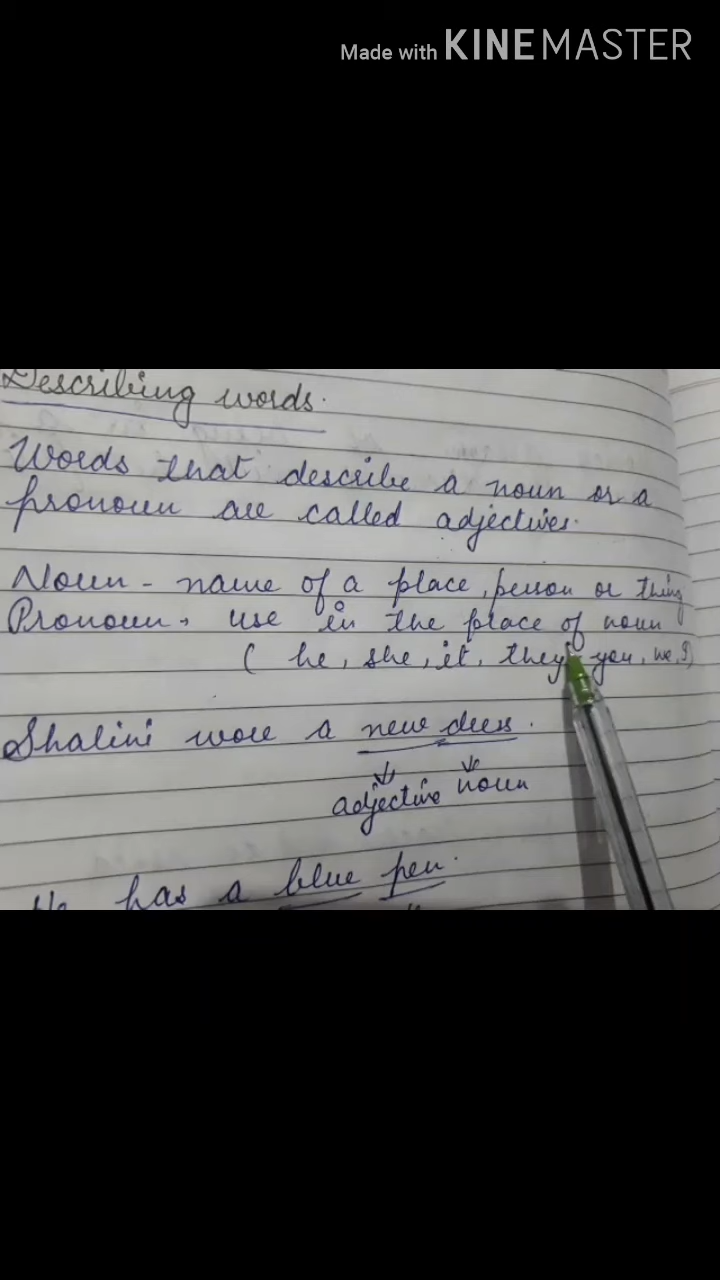 Made with KINEMASTER
Describing words.
Words that describe a noun or a
pronoun are called adjectives.
Noun - name of a place, person or thing
Pronoun - use in the place of noun
( he, she, it, they, you, we, I)
Shalini wore a new dress.
adjective noun
He has a blue pen.